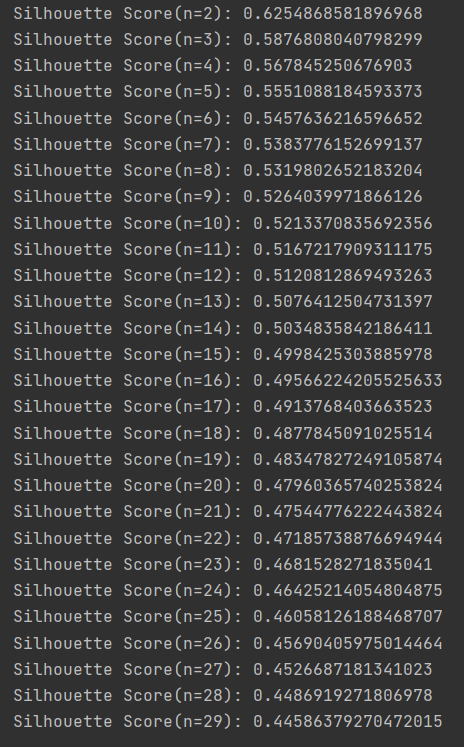 Silhouette Score(n=2): 0.6254868581896968
Silhouette Score(n=3): 0.5876808040798299
Silhouette Score(n=4): 0.567845250676903
Silhouette Score(n=5): 0.5551088184593373
Silhouette Score(n=6): 0.5457636216596652
Silhouette Score(n=7): 0.5383776152699137
Silhouette Score(n=8): 0.5319802652183204
Silhouette Score(n=9): 0.5264039971866126
Silhouette Score(n=10): 0.5213370835692356
Silhouette Score(n=11): 0.5167217909311175
Silhouette Score(n=12): 0.5120812869493263
Silhouette Score(n=13): 0.5076412504731397
Silhouette Score(n=14): 0.5034835842186411
Silhouette Score(n=15): 0.4998425303885978
Silhouette Score(n=16): 0.49566224205525633
Silhouette Score(n=17): 0.4913768403663523
Silhouette Score(n=18): 0.4877845091025514
Silhouette Score(n=19): 0.48347827249105874
Silhouette Score(n=20): 0.47960365740253824
Silhouette Score(n=21): 0.47544776222443824
Silhouette Score(n=22): 0.47185738876694944
Silhouette Score(n=23): 0.4681528271835041
Silhouette Score(n=24): 0.46425214054804875
Silhouette Score(n=25): 0.46058126188468707
Silhouette Score(n=26): 0.45690405975014464
Silhouette Score(n=27): 0.4526687181341023
Silhouette Score(n=28): 0.4486919271806978
Silhouette Score(n=29): 0.44586379270472015